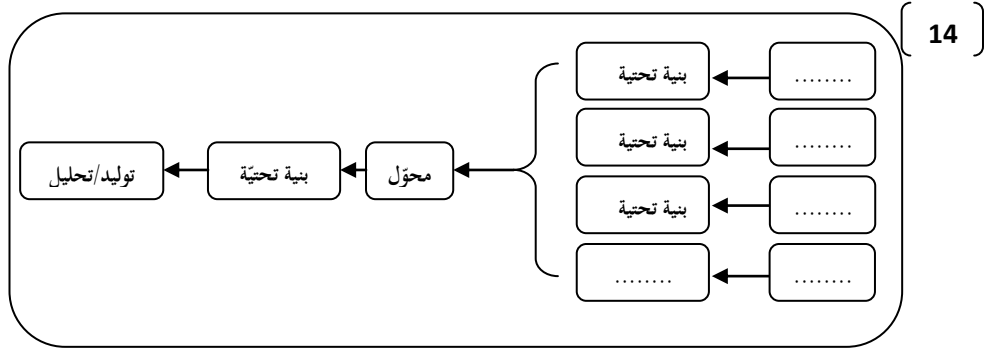 14
........
بنية تحتية
........
بنية تحتية
........
بنية تحتية
........
........
محوّل
بنية تحتيّة
توليد/تحليل